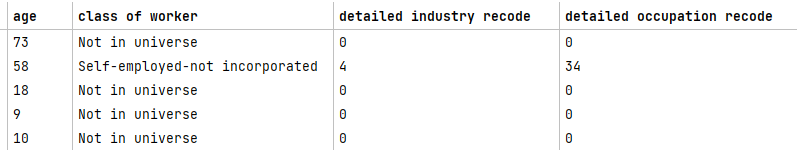 age class of worker detailed industry recode detailed occupation recode
73 Not in universe 0 0
58 Self-employed-not incorporated 4 34
18 Not in universe 0 0
9 Not in universe 0 0
10 Not in universe 0 0